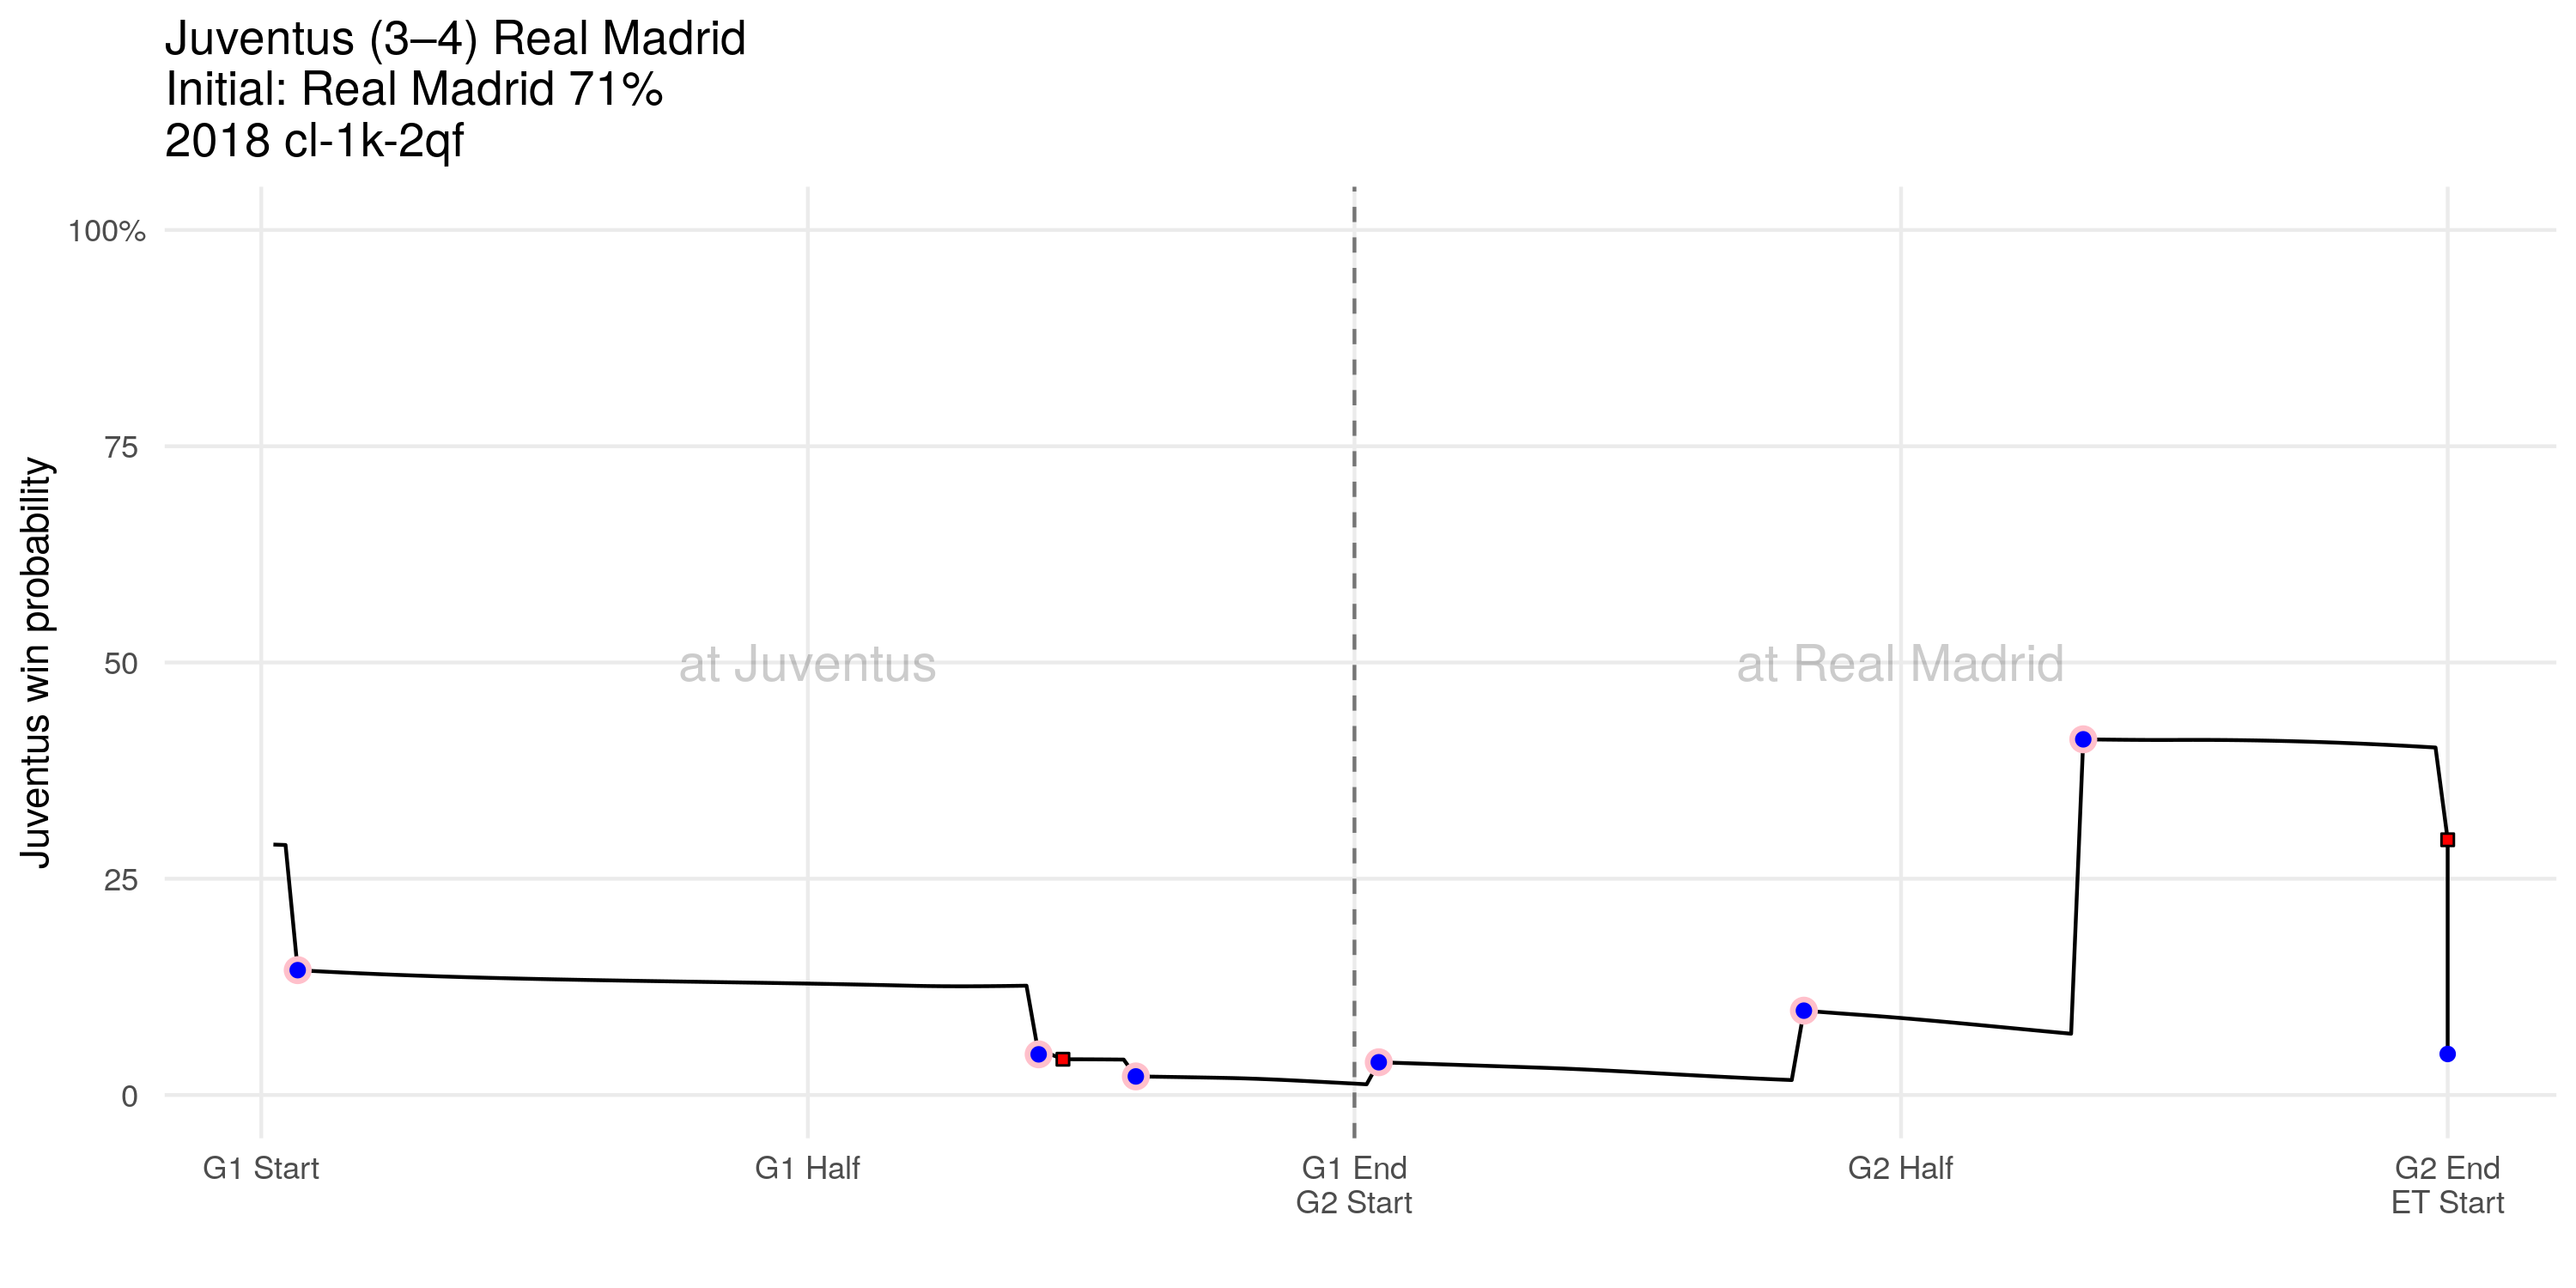 Juventus (3–4) Real Madrid
Initial: Real Madrid 71%
2018 cl-1k-2qf
Juventus win probability
100%
75
50
25
0
at Juventus
at Real Madrid
G1 Start
G1 Half
G1 End
G2 Start
G2 Half
G2 End
ET Start